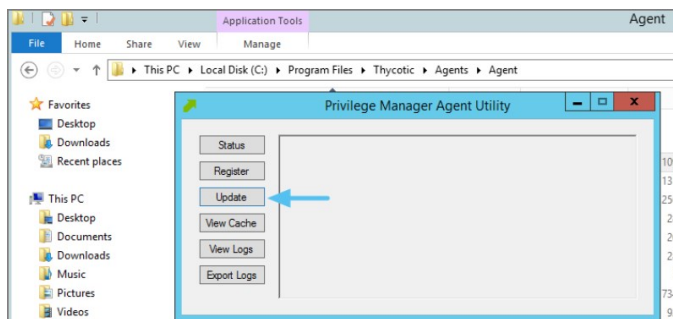 Application Tools
Agent
File Home Share View Manage
This PC Local Disk (C:) Program Files Thycotic Agents Agent
Favorites
Desktop
Downloads
Recent places
This PC
Desktop
Documents
Downloads
Music
Pictures
Videos
Privilege Manager Agent Utility
Status
Register
Update
View Cache
View Logs
Export Logs